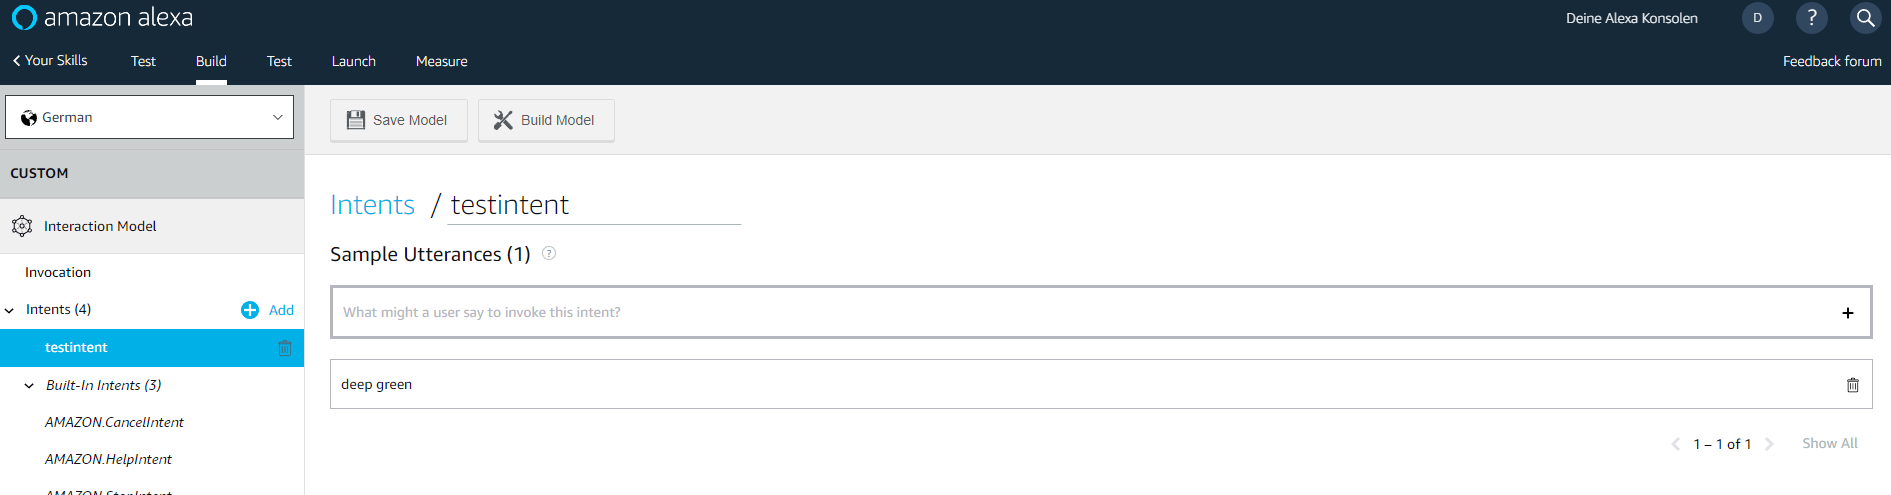 amazon alexa
Deine Alexa Konsolen
D
?
Your Skills
Test
Build
Test
Launch
Measure
Feedback forum
German
Save Model
Build Model
CUSTOM
Interaction Model
Invocation
Intents (4)
Add
testintent
Built-In Intents (3)
AMAZON.CancelIntent
AMAZON.HelpIntent
AMAZON.StopIntent
Intents / testintent
Sample Utterances (1) ?
What might a user say to invoke this intent?
+
deep green
1 – 1 of 1
Show All